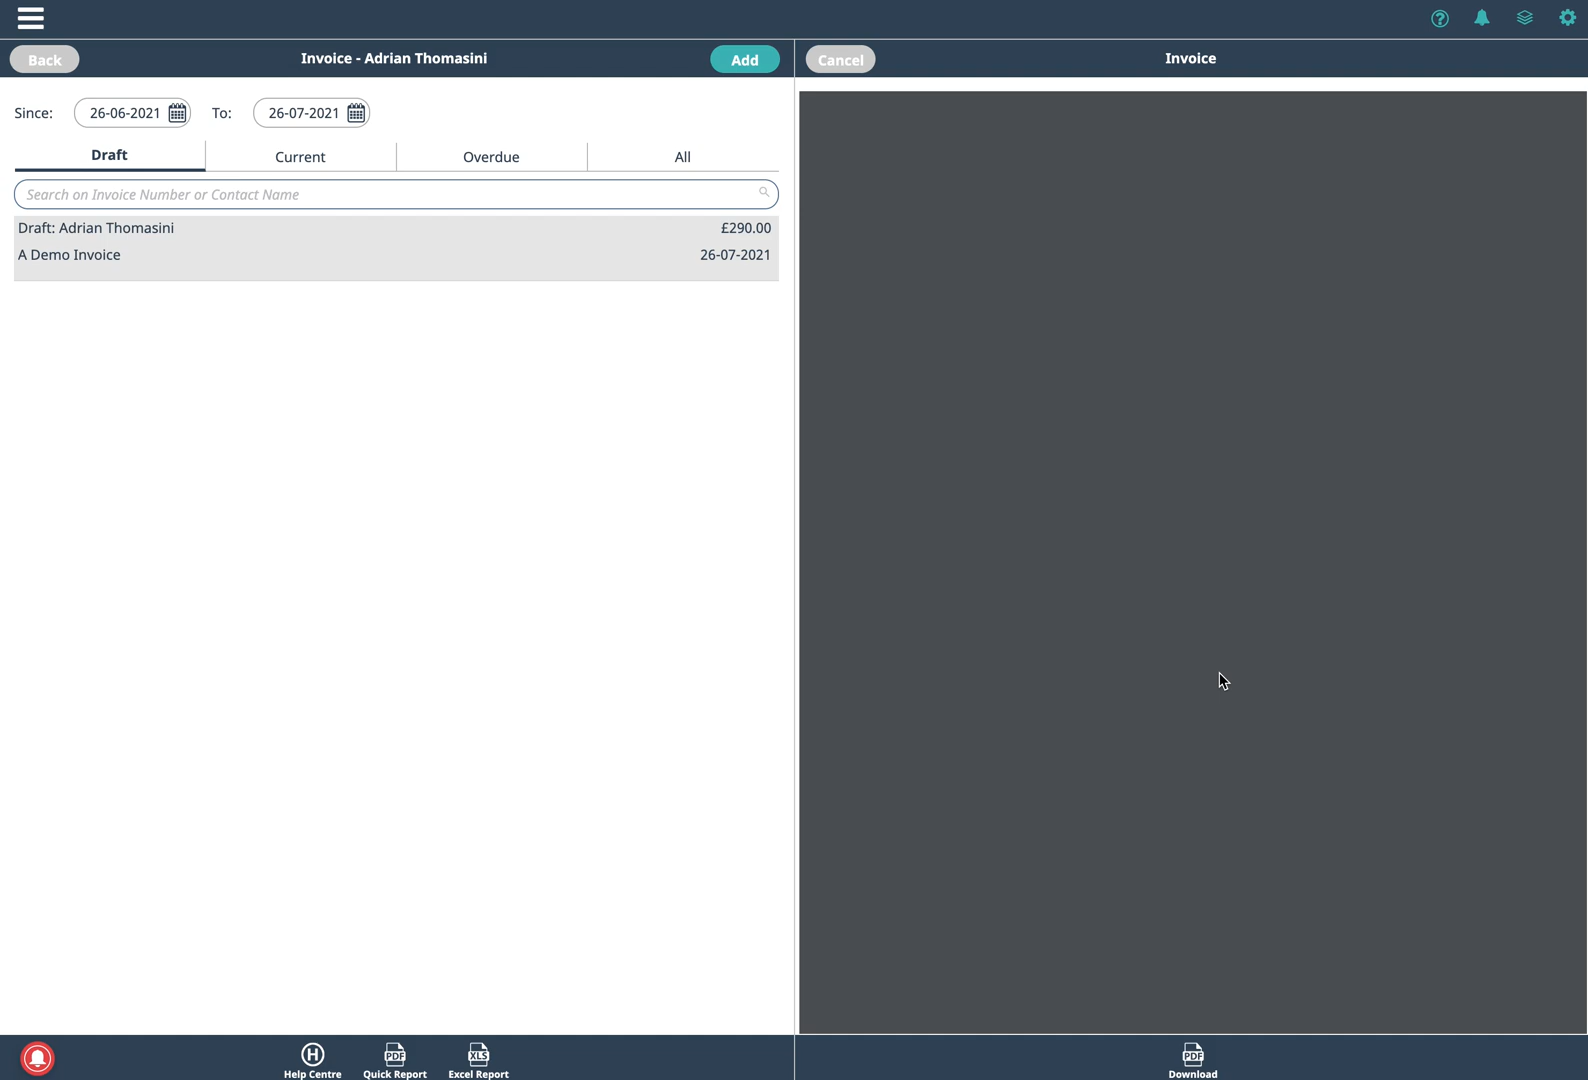 Back
Invoice - Adrian Thomasini
Add
Cancel
Invoice
Since: 26-06-2021 To: 26-07-2021
Draft Current Overdue All
Search on Invoice Number or Contact Name
Draft: Adrian Thomasini £290.00
A Demo Invoice 26-07-2021
H PDF XLS PDF
Help Centre Quick Report Excel Report Download